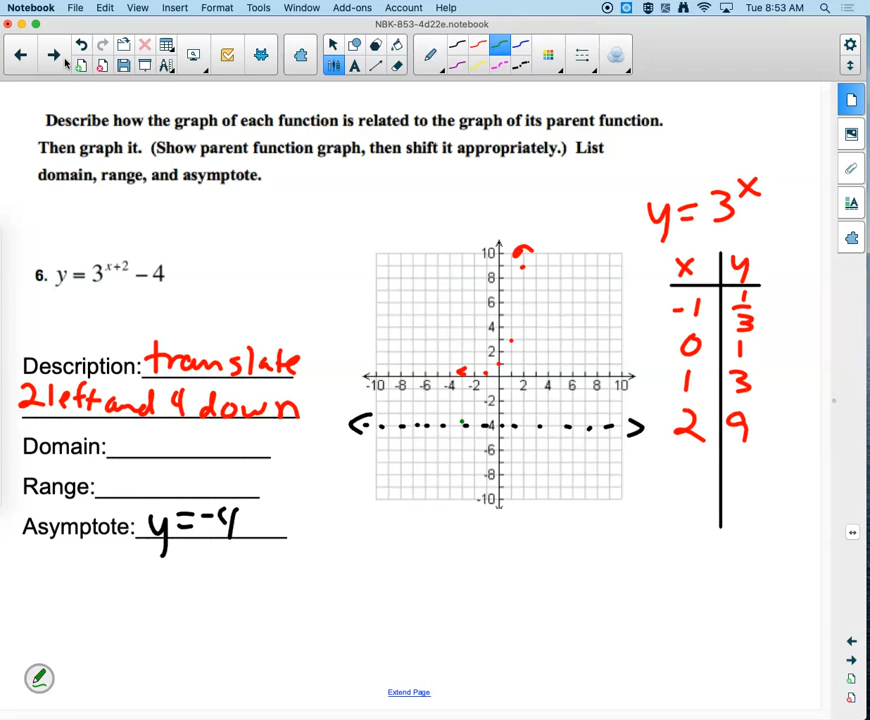 Notebook File Edit View Insert Format Tools Window Add-ons Account Help Tue 8:53 AM
NBK-853-4d22e.notebook
Describe how the graph of each function is related to the graph of its parent function.
Then graph it. (Show parent function graph, then shift it appropriately.) List
domain, range, and asymptote.
6. y = 3^{x+2} − 4
Description: translate
2 left and 4 down
Domain:
Range:
Asymptote: y = -4
10
8
6
4
2
-10 -8 -6 -4 -2 2 4 6 8 10
-2
-4
-6
-8
-10
y = 3^x
x y
-1 1/3
0 1
1 3
2 9
Extend Page